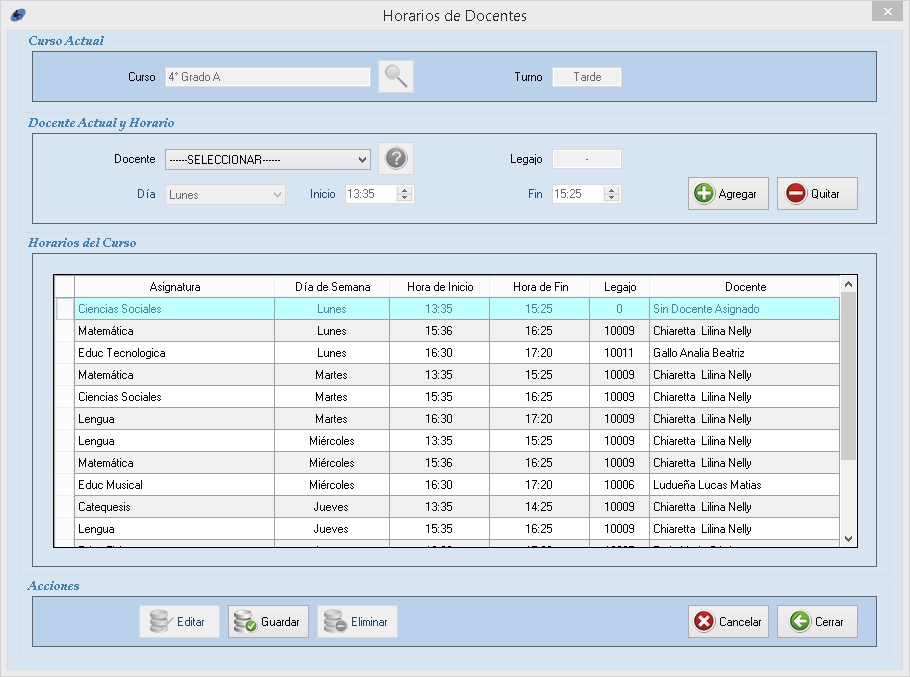 Horarios de Docentes
Curso Actual
Curso 4° Grado A Turno Tarde
Docente Actual y Horario
Docente ------SELECCIONAR------ Legajo -
Día Lunes Inicio 13:35 Fin 15:25 Agregar Quitar
Horarios del Curso
Asignatura Día de Semana Hora de Inicio Hora de Fin Legajo Docente
Ciencias Sociales Lunes 13:35 15:25 0 Sin Docente Asignado
Matemática Lunes 15:36 16:25 10009 Chiaretta Lilina Nelly
Educ Tecnologica Lunes 16:30 17:20 10011 Gallo Analia Beatriz
Matemática Martes 13:35 15:25 10009 Chiaretta Lilina Nelly
Ciencias Sociales Martes 15:35 16:25 10009 Chiaretta Lilina Nelly
Lengua Martes 16:30 17:20 10009 Chiaretta Lilina Nelly
Lengua Miércoles 13:35 15:25 10009 Chiaretta Lilina Nelly
Matemática Miércoles 15:36 16:25 10009 Chiaretta Lilina Nelly
Educ Musical Miércoles 16:30 17:20 10006 Ludueña Lucas Matias
Catequesis Jueves 13:35 14:25 10009 Chiaretta Lilina Nelly
Lengua Jueves 15:35 16:25 10009 Chiaretta Lilina Nelly
Acciones
Editar Guardar Eliminar Cancelar Cerrar